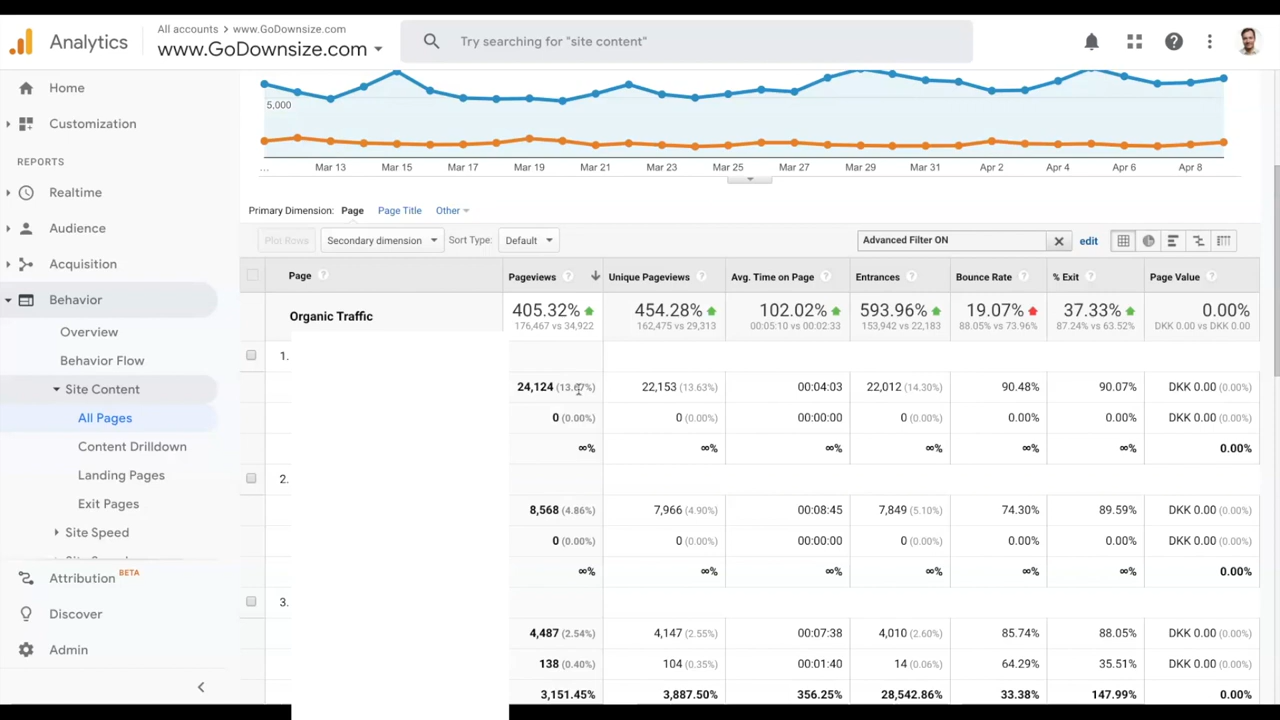 Analytics
All accounts > www.GoDownsize.com
www.GoDownsize.com
Try searching for "site content"
Home
Customization
REPORTS
Realtime
Audience
Acquisition
Behavior
Overview
Behavior Flow
Site Content
All Pages
Content Drilldown
Landing Pages
Exit Pages
Site Speed
Attribution BETA
Discover
Admin
5,000
... Mar 13 Mar 15 Mar 17 Mar 19 Mar 21 Mar 23 Mar 25 Mar 27 Mar 29 Mar 31 Apr 2 Apr 4 Apr 6 Apr 8
Primary Dimension: Page Page Title Other
Plot Rows Secondary dimension Sort Type: Default Advanced Filter ON edit
Page Pageviews Unique Pageviews Avg. Time on Page Entrances Bounce Rate % Exit Page Value
Organic Traffic 405.32% 454.28% 102.02% 593.96% 19.07% 37.33% 0.00%
176,467 vs 34,922 162,475 vs 29,313 00:05:10 vs 00:02:33 153,942 vs 22,183 88.05% vs 73.96% 87.24% vs 63.52% DKK 0.00 vs DKK 0.00
1.
24,124 (13.67%) 22,153 (13.63%) 00:04:03 22,012 (14.30%) 90.48% 90.07% DKK 0.00 (0.00%)
0 (0.00%) 0 (0.00%) 00:00:00 0 (0.00%) 0.00% 0.00% DKK 0.00 (0.00%)
∞% ∞% ∞% ∞% ∞% ∞% 0.00%
2.
8,568 (4.86%) 7,966 (4.90%) 00:08:45 7,849 (5.10%) 74.30% 89.59% DKK 0.00 (0.00%)
0 (0.00%) 0 (0.00%) 00:00:00 0 (0.00%) 0.00% 0.00% DKK 0.00 (0.00%)
∞% ∞% ∞% ∞% ∞% ∞% 0.00%
3.
4,487 (2.54%) 4,147 (2.55%) 00:07:38 4,010 (2.60%) 85.74% 88.05% DKK 0.00 (0.00%)
138 (0.40%) 104 (0.35%) 00:01:40 14 (0.06%) 64.29% 35.51% DKK 0.00 (0.00%)
3,151.45% 3,887.50% 356.25% 28,542.86% 33.38% 147.99% 0.00%